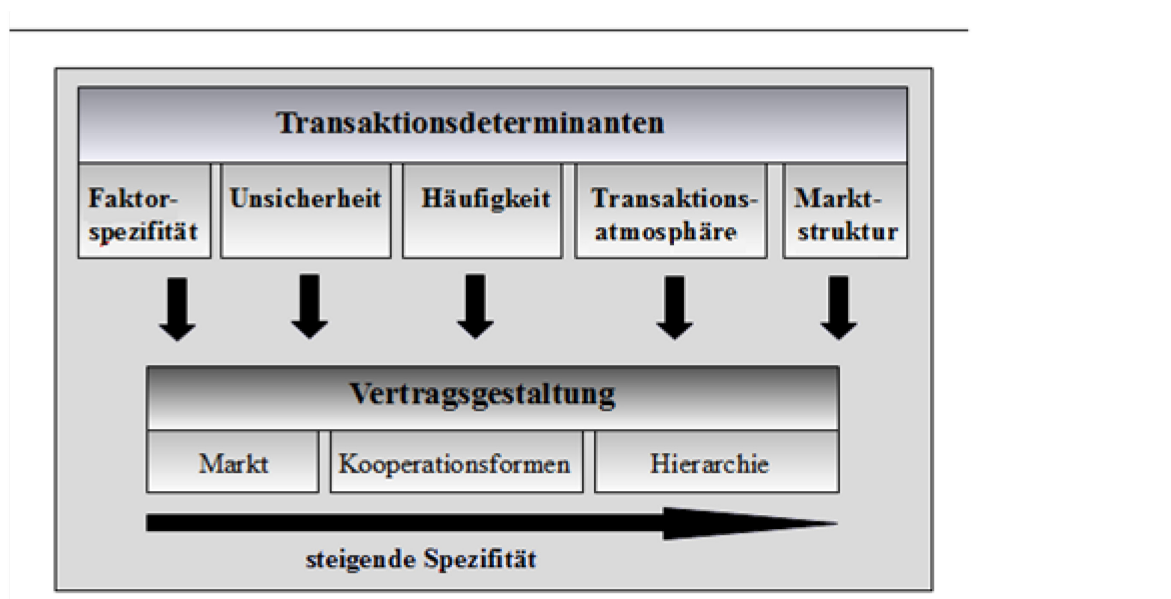 Transaktionsdeterminanten
Faktor-
spezifität
Unsicherheit
Häufigkeit
Transaktions-
atmosphäre
Markt-
struktur
Vertragsgestaltung
Markt
Kooperationsformen
Hierarchie
steigende Spezifität